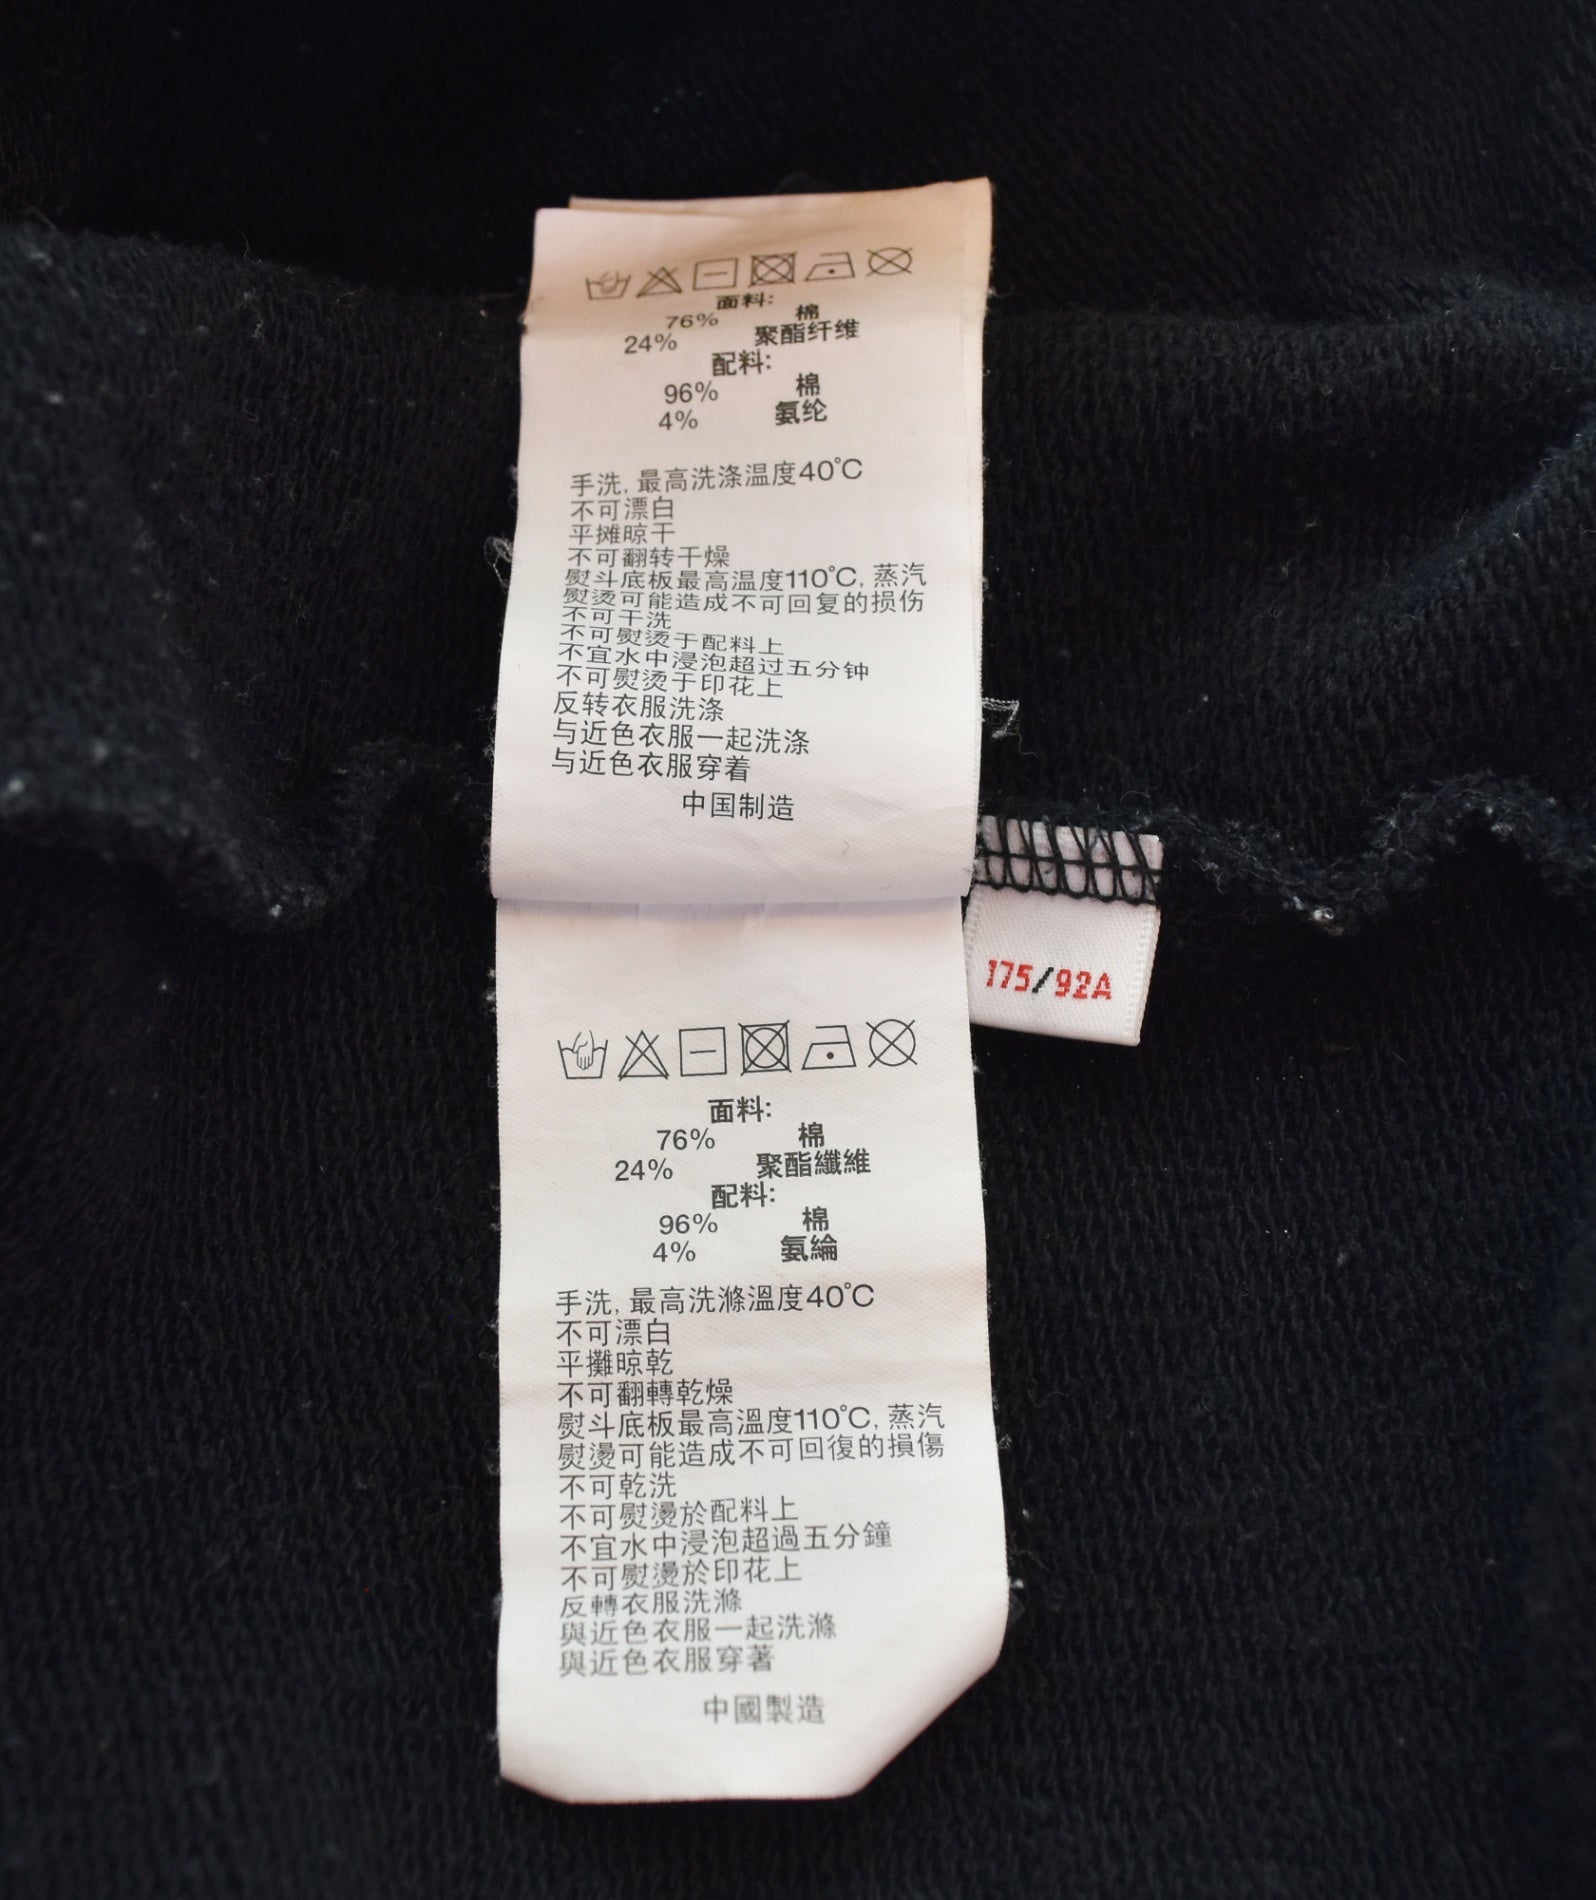 面料:
76% 棉
24% 聚酯纤维
配料:
96% 棉
4% 氨纶
手洗, 最高洗涤温度40℃
不可漂白
平摊晾干
不可翻转干燥
熨斗底板最高温度110℃, 蒸汽
熨烫可能造成不可回复的损伤
不可干洗
不可熨烫于配料上
不宜水中浸泡超过五分钟
不可熨烫于印花上
反转衣服洗涤
与近色衣服一起洗涤
与近色衣服穿着
中国制造
175/92A
面料:
76% 棉
24% 聚酯纖維
配料:
96% 棉
4% 氨綸
手洗, 最高洗滌溫度40℃
不可漂白
平攤晾乾
不可翻轉乾燥
熨斗底板最高溫度110℃, 蒸汽
熨燙可能造成不可回復的損傷
不可乾洗
不可熨燙於配料上
不宜水中浸泡超過五分鐘
不可熨燙於印花上
反轉衣服洗滌
與近色衣服一起洗滌
與近色衣服穿著
中國製造